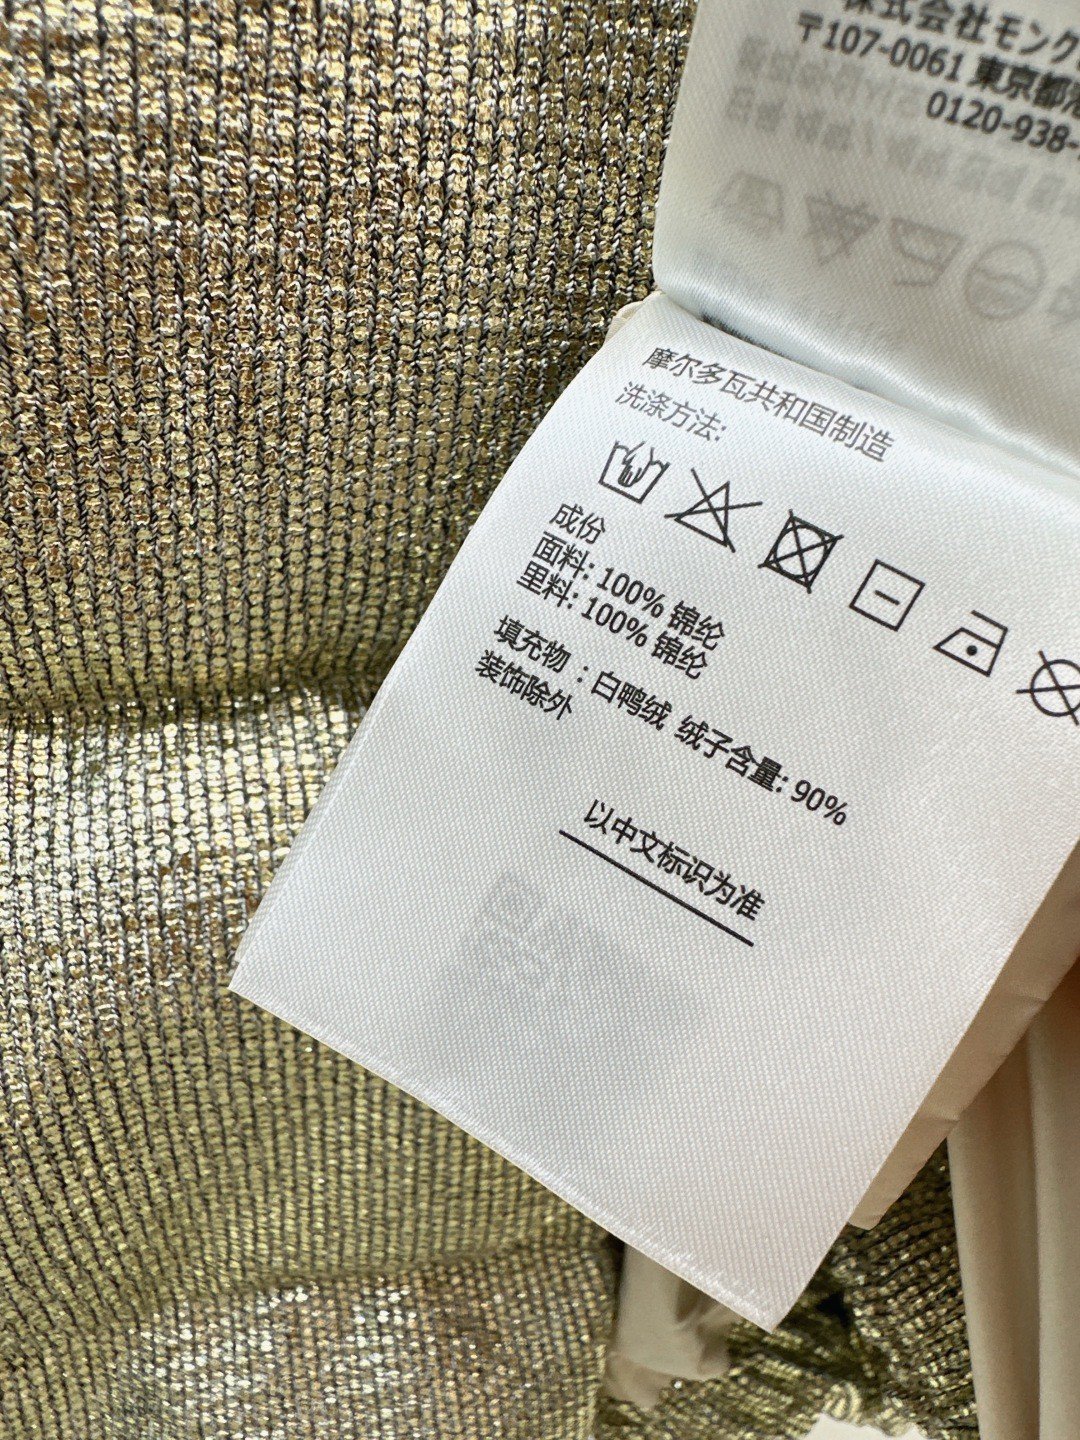 株式会社モンク
〒107-0061 東京都港
0120-938-
摩尔多瓦共和国制造
洗涤方法:
成份
面料: 100% 锦纶
里料: 100% 锦纶
填充物 : 白鸭绒 绒子含量: 90%
装饰除外
以中文标识为准